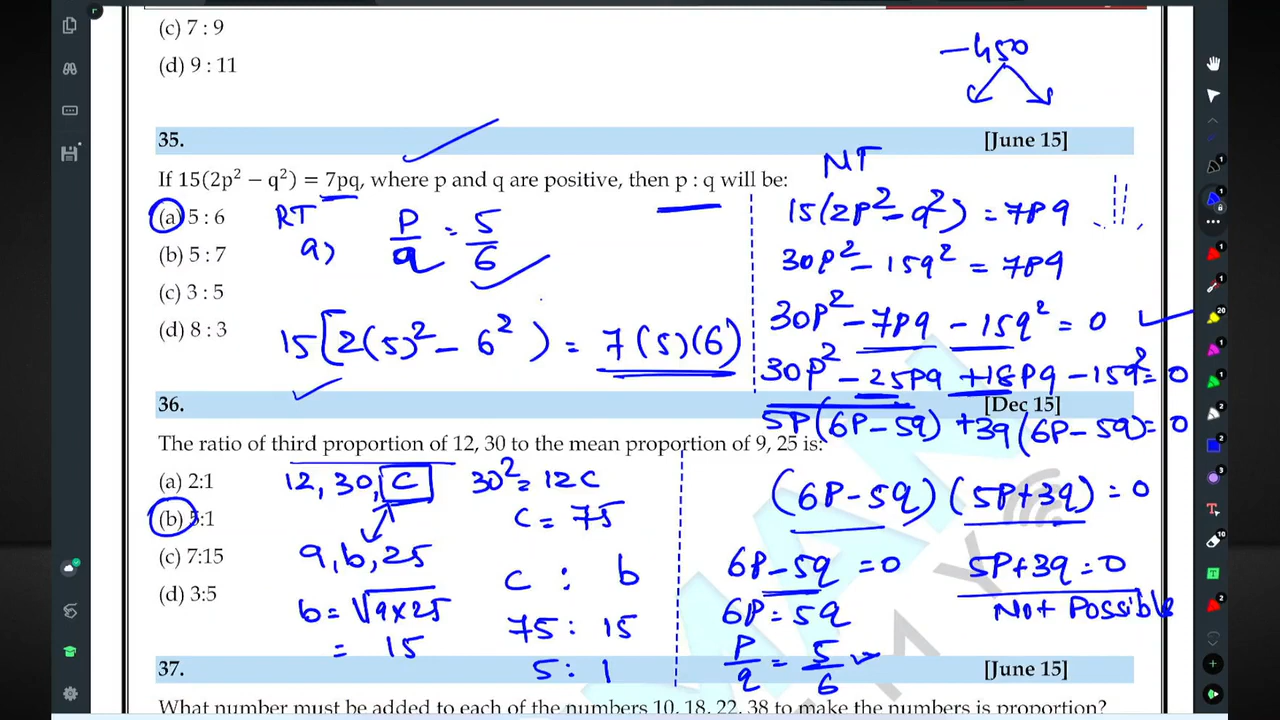 (c) 7 : 9
(d) 9 : 11
-450
35. [June 15]
If 15(2p² − q²) = 7pq, where p and q are positive, then p : q will be:
(a) 5 : 6
(b) 5 : 7
(c) 3 : 5
(d) 8 : 3
RT
a)
P/q = 5/6
15[2(5)² - 6²) = 7(5)(6)
NT
15(2P² - q²) = 7Pq
30P² - 15q² = 7Pq
30P² - 7Pq - 15q² = 0
30P² - 25Pq + 18Pq - 15q² = 0
5P(6P - 5q) + 3q(6P - 5q) = 0
(6P - 5q)(5P + 3q) = 0
6P - 5q = 0
6P = 5q
P/q = 5/6
5P + 3q = 0
Not Possible
36. [Dec 15]
The ratio of third proportion of 12, 30 to the mean proportion of 9, 25 is:
(a) 2:1
(b) 5:1
(c) 7:15
(d) 3:5
12, 30, C
30² = 12C
C = 75
9, b, 25
b = √9×25
= 15
C : b
75 : 15
5 : 1
37. [June 15]
What number must be added to each of the numbers 10, 18, 22, 38 to make the numbers is proportion?